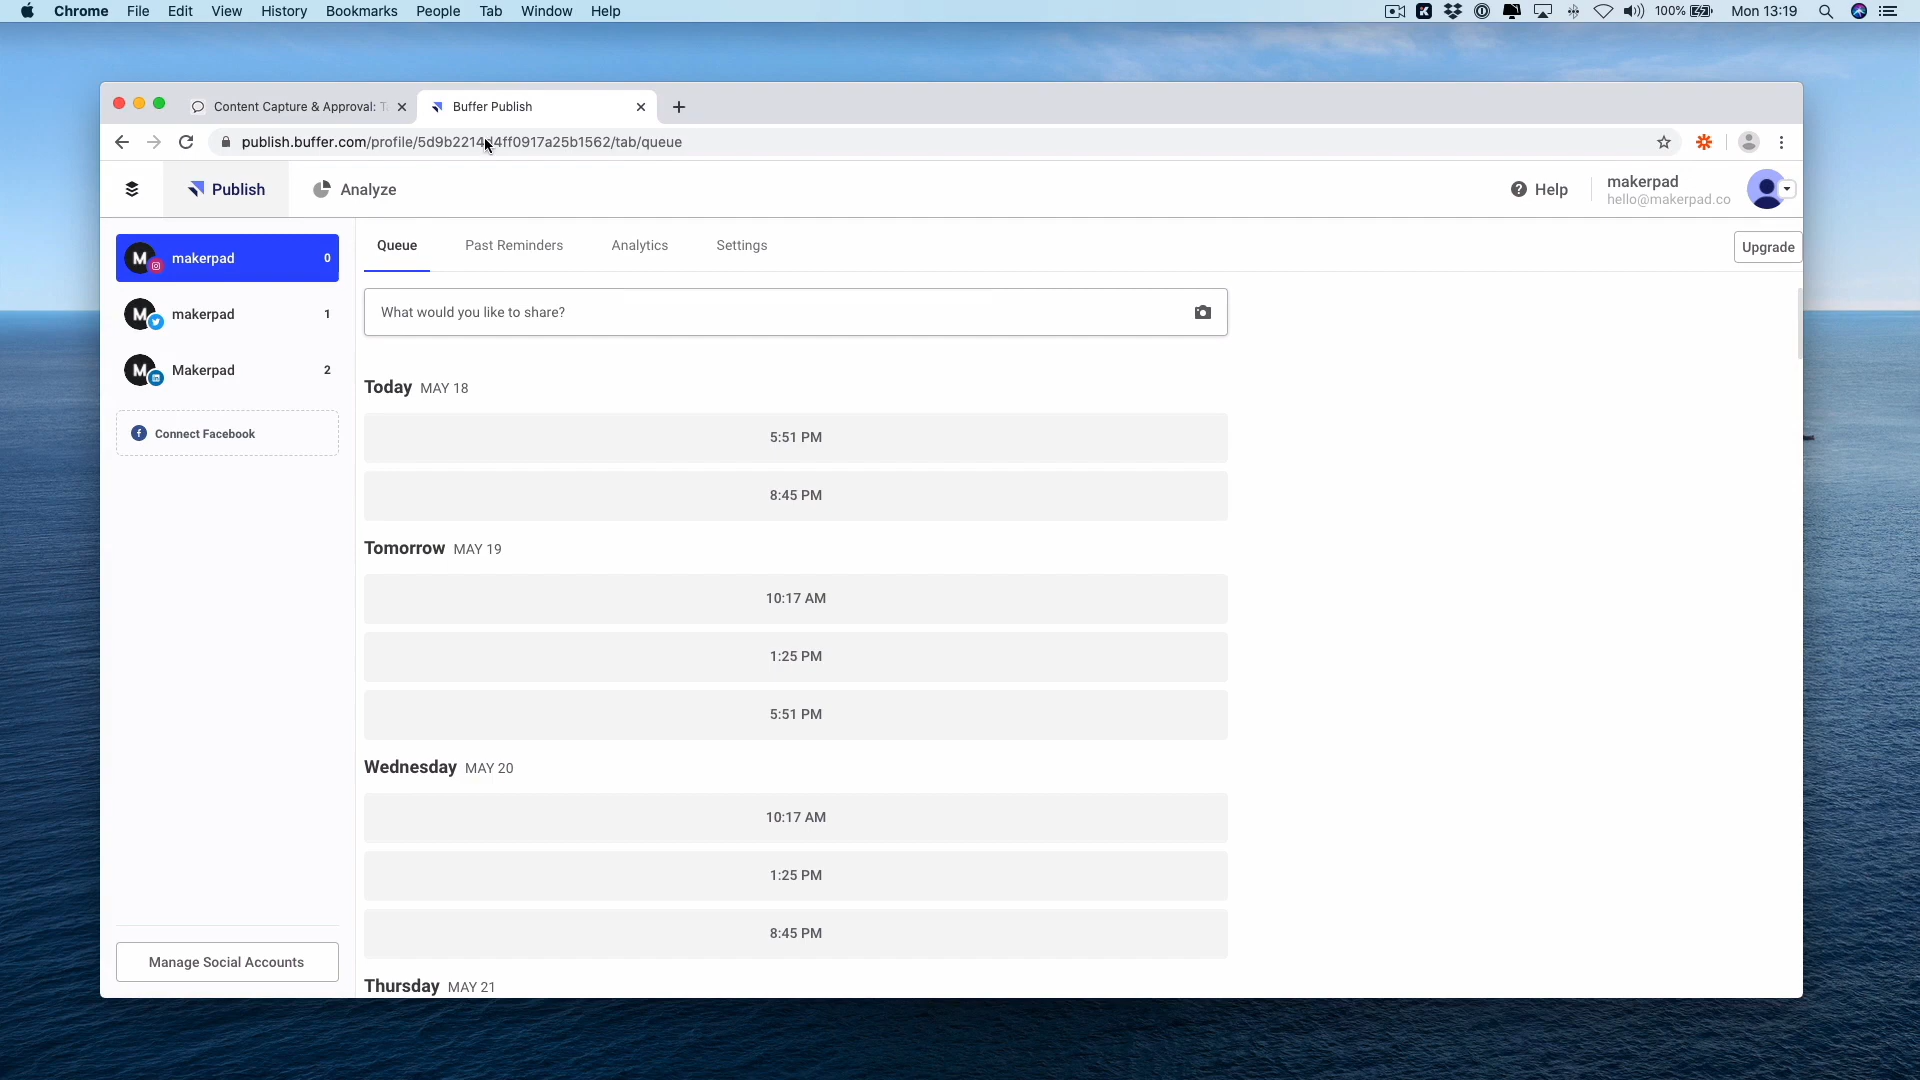 Chrome File Edit View History Bookmarks People Tab Window Help 100% Mon 13:19
Content Capture & Approval: Buffer Publish
publish.buffer.com/profile/5d9b2214d4ff0917a25b1562/tab/queue
Publish Analyze Help makerpad
hello@makerpad.co
makerpad 0
makerpad 1
Makerpad 2
Connect Facebook
Manage Social Accounts
Queue Past Reminders Analytics Settings Upgrade
What would you like to share?
Today MAY 18
5:51 PM
8:45 PM
Tomorrow MAY 19
10:17 AM
1:25 PM
5:51 PM
Wednesday MAY 20
10:17 AM
1:25 PM
8:45 PM
Thursday MAY 21